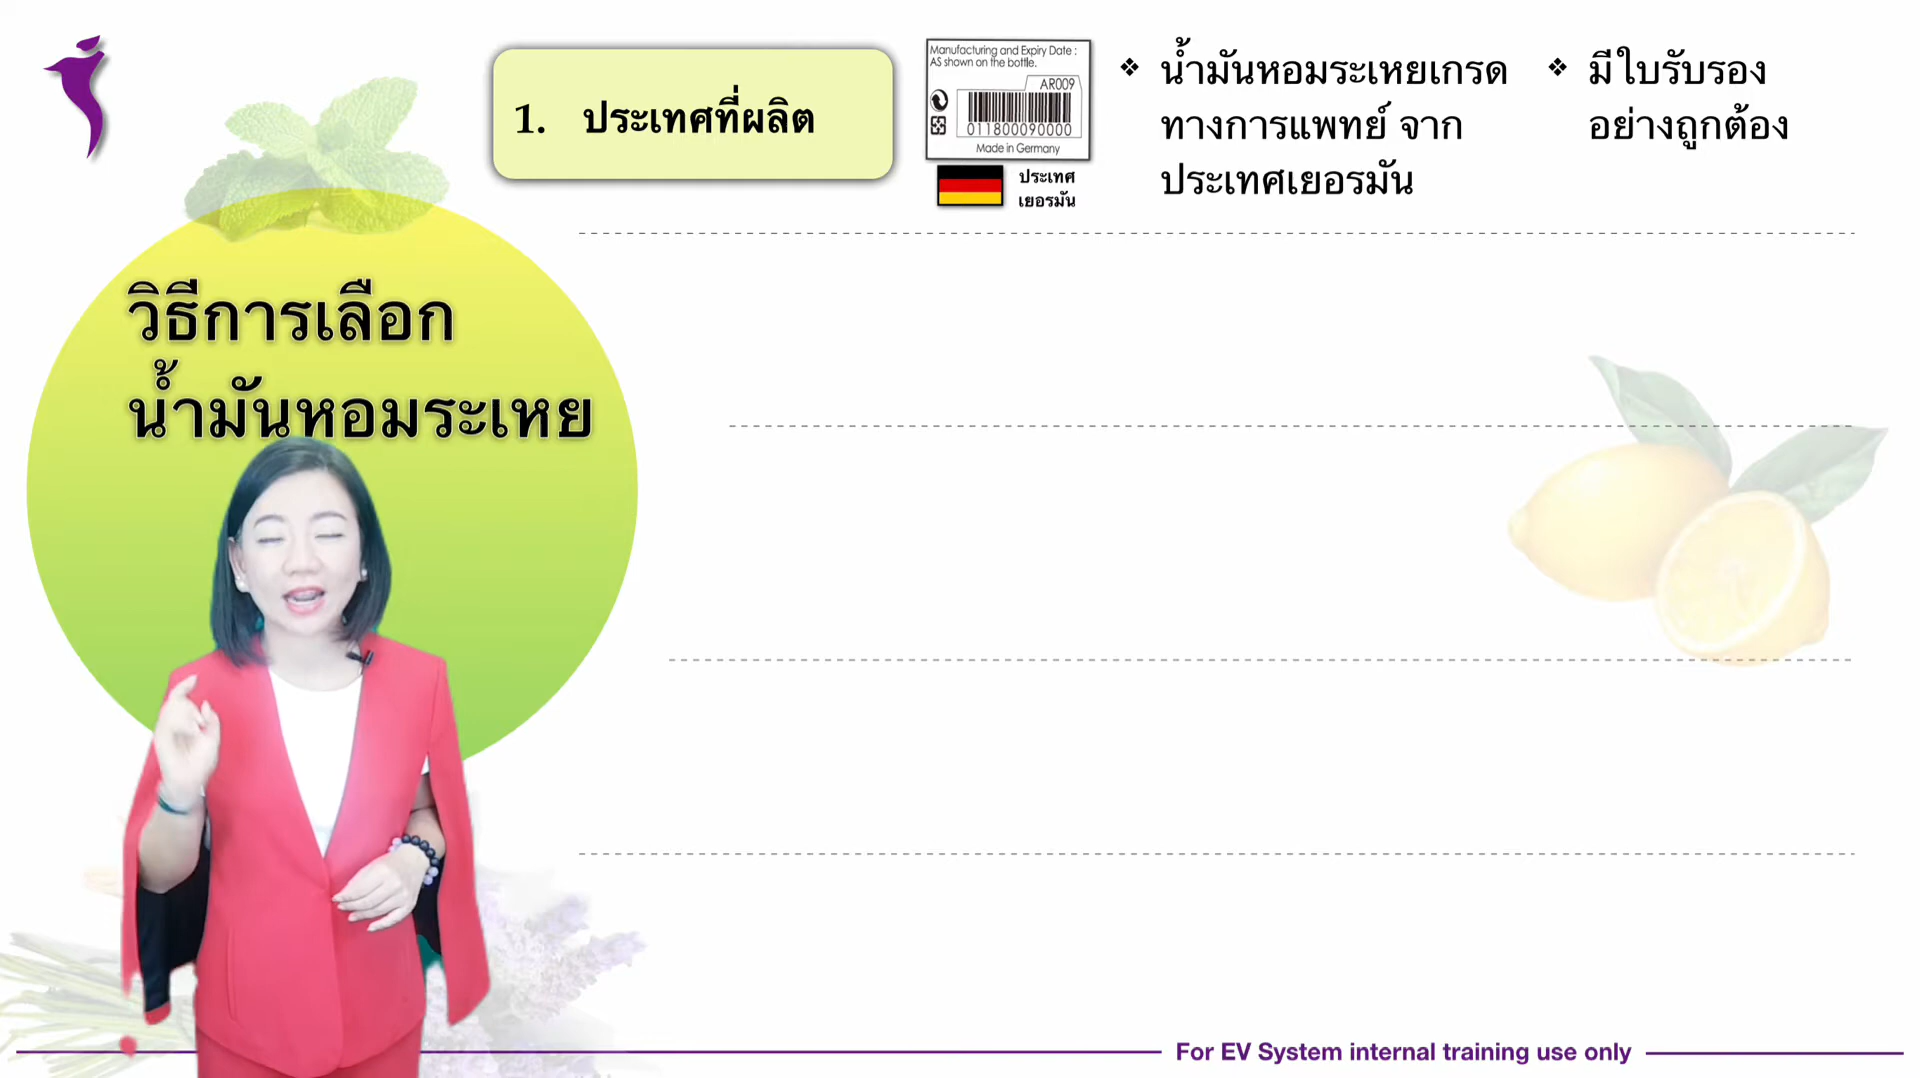 วิธีการเลือก
น้ำมันหอมระเหย
1. ประเทศที่ผลิต
Manufacturing and Expiry Date :
AS shown on the bottle.
AR009
011800090000
Made in Germany
ประเทศ
เยอรมัน
❖ น้ำมันหอมระเหยเกรด
ทางการแพทย์ จาก
ประเทศเยอรมัน
❖ มีใบรับรอง
อย่างถูกต้อง
For EV System internal training use only